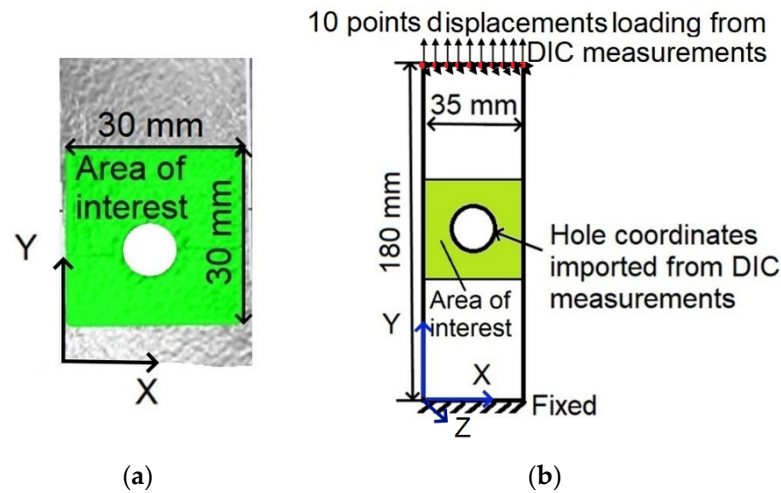 10 points displacements loading from
DIC measurements
30 mm
Area of
interest
30 mm
Y
X
35 mm
180 mm
Hole coordinates
imported from DIC
measurements
Area of
interest
Y
X
Z
Fixed
(a)
(b)